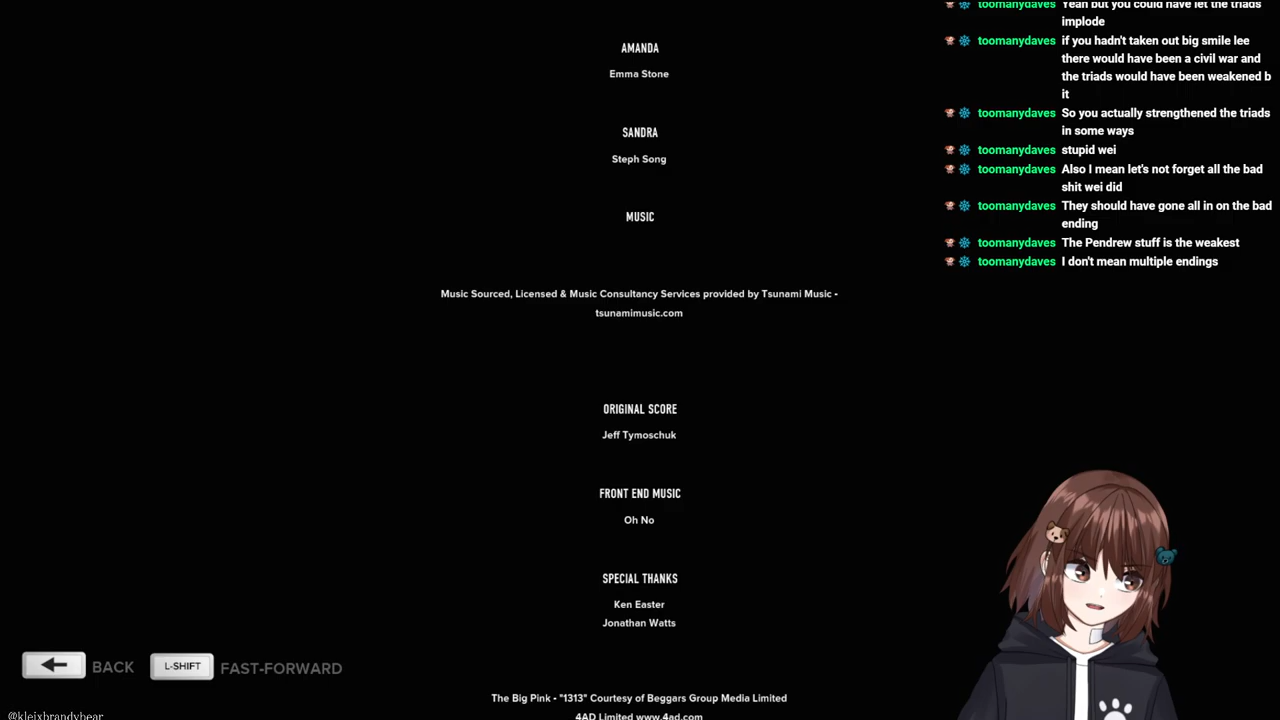 AMANDA
Emma Stone
SANDRA
Steph Song
MUSIC
Music Sourced, Licensed & Music Consultancy Services provided by Tsunami Music -
tsunamimusic.com
ORIGINAL SCORE
Jeff Tymoschuk
FRONT END MUSIC
Oh No
SPECIAL THANKS
Ken Easter
Jonathan Watts
The Big Pink - "1313" Courtesy of Beggars Group Media Limited
4AD Limited www.4ad.com
L-SHIFT
BACK
FAST-FORWARD
@kleixbrandybear
toomanydaves Yeah but you could have let the triads
implode
toomanydaves if you hadn't taken out big smile lee
there would have been a civil war and
the triads would have been weakened b
it
toomanydaves So you actually strengthened the triads
in some ways
toomanydaves stupid wei
toomanydaves Also I mean let's not forget all the bad
shit wei did
toomanydaves They should have gone all in on the bad
ending
toomanydaves The Pendrew stuff is the weakest
toomanydaves I don't mean multiple endings